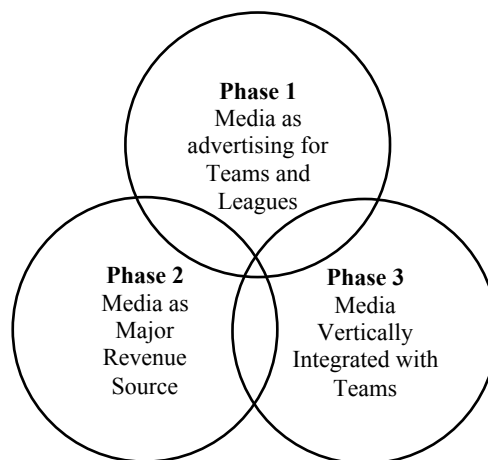 Phase 1
Media as
advertising for
Teams and
Leagues
Phase 2
Media as
Major
Revenue
Source
Phase 3
Media
Vertically
Integrated with
Teams